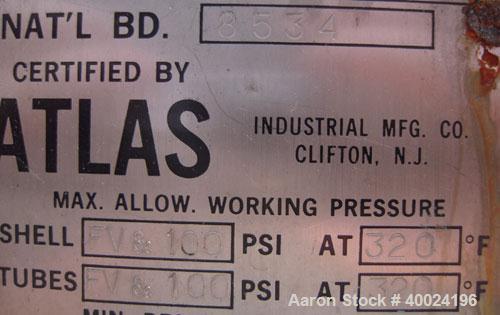 NAT'L BD. 8534
CERTIFIED BY
ATLAS
INDUSTRIAL MFG. CO.
CLIFTON, N.J.
MAX. ALLOW. WORKING PRESSURE
SHELL FV & 100 PSI AT 320 °F
TUBES FV & 100 PSI AT 320 °F
Aaron Stock # 40024196